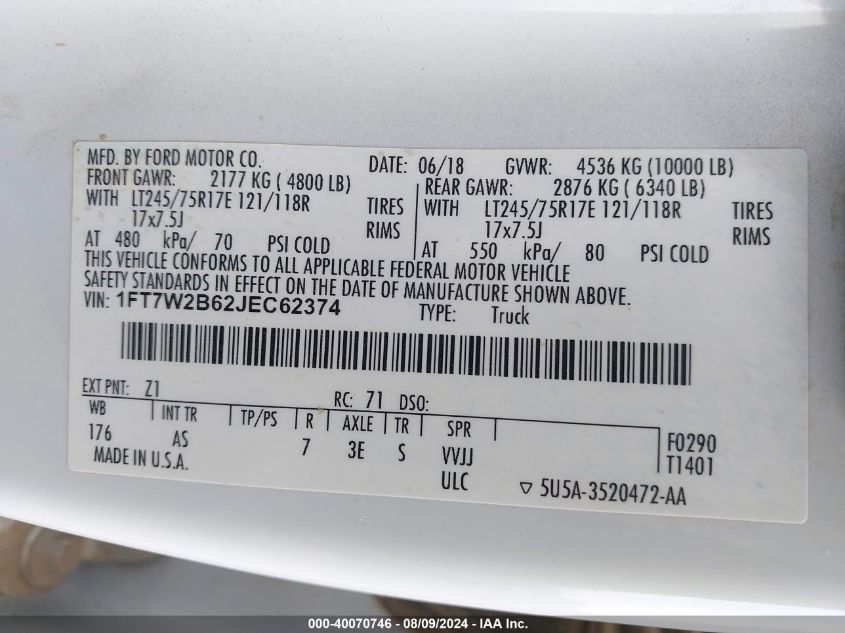 MFD. BY FORD MOTOR CO. DATE: 06/18 GVWR: 4536 KG (10000 LB)
FRONT GAWR: 2177 KG ( 4800 LB) REAR GAWR: 2876 KG ( 6340 LB)
WITH LT245/75R17E 121/118R TIRES WITH LT245/75R17E 121/118R TIRES
17x7.5J RIMS 17x7.5J RIMS
AT 480 kPa/ 70 PSI COLD AT 550 kPa/ 80 PSI COLD
THIS VEHICLE CONFORMS TO ALL APPLICABLE FEDERAL MOTOR VEHICLE
SAFETY STANDARDS IN EFFECT ON THE DATE OF MANUFACTURE SHOWN ABOVE.
VIN: 1FT7W2B62JEC62374 TYPE: Truck
EXT PNT: Z1 RC: 71 DSO:
WB INT TR TP/PS R AXLE TR SPR F0290
176 AS 7 3E S VVJJ T1401
MADE IN U.S.A. ULC ▽ 5U5A-3520472-AA
000-40070746 - 08/09/2024 - IAA Inc.